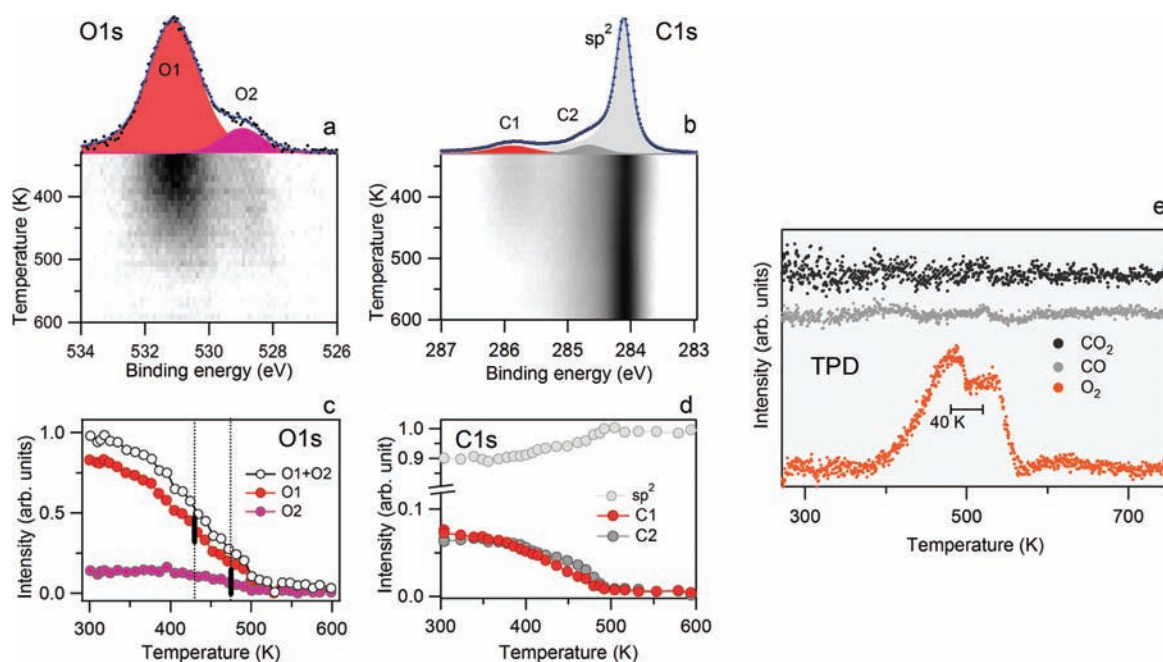 O1s
O1
O2
a
Temperature (K)
400
500
600
534
532
530
528
526
Binding energy (eV)
C1s
sp²
C1
C2
b
Temperature (K)
400
500
600
287
286
285
284
283
Binding energy (eV)
c
O1s
O1+O2
O1
O2
Intensity (arb. units)
1.0
0.5
0.0
300
400
500
600
Temperature (K)
d
C1s
sp²
C1
C2
Intensity (arb. unit)
1.0
0.9
0.1
0.0
300
400
500
600
Temperature (K)
e
CO₂
CO
O₂
TPD
40 K
Intensity (arb. units)
300
500
700
Temperature (K)